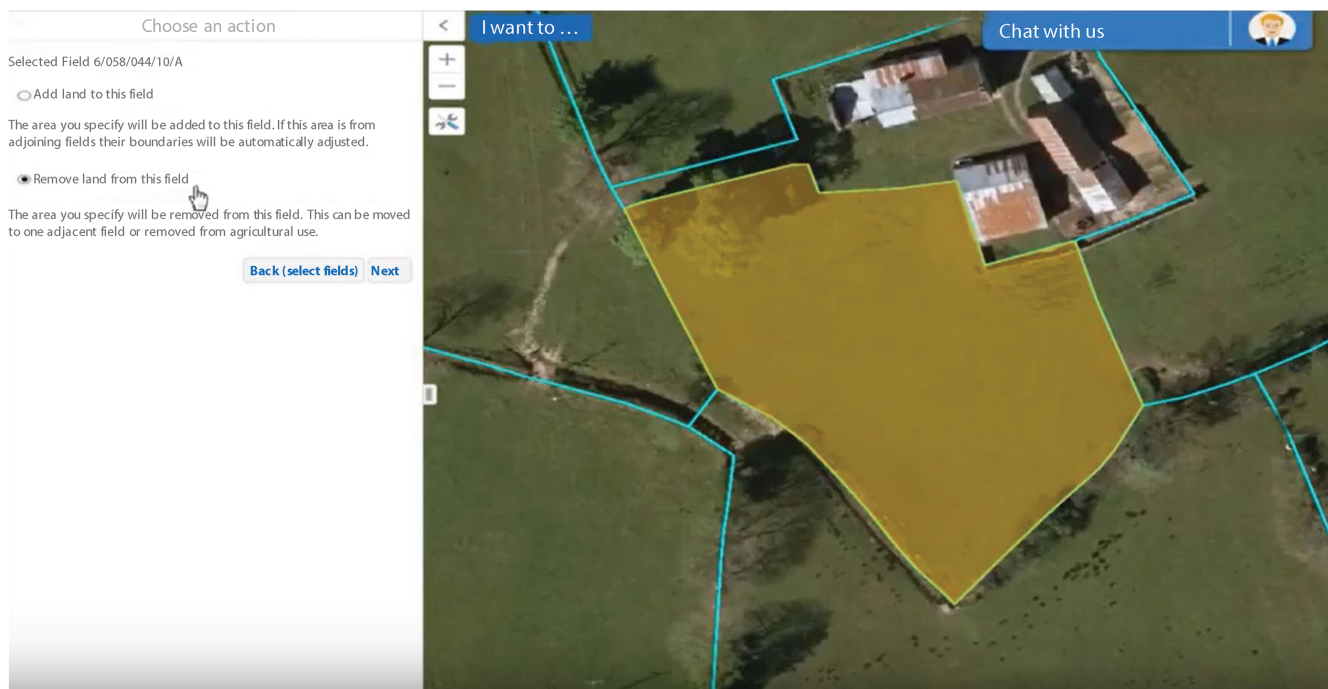 Choose an action
Selected Field 6/058/044/10/A
Add land to this field
The area you specify will be added to this field. If this area is from
adjoining fields their boundaries will be automatically adjusted.
Remove land from this field
The area you specify will be removed from this field. This can be moved
to one adjacent field or removed from agricultural use.
Back (select fields) Next
<
I want to ...
Chat with us
+
−